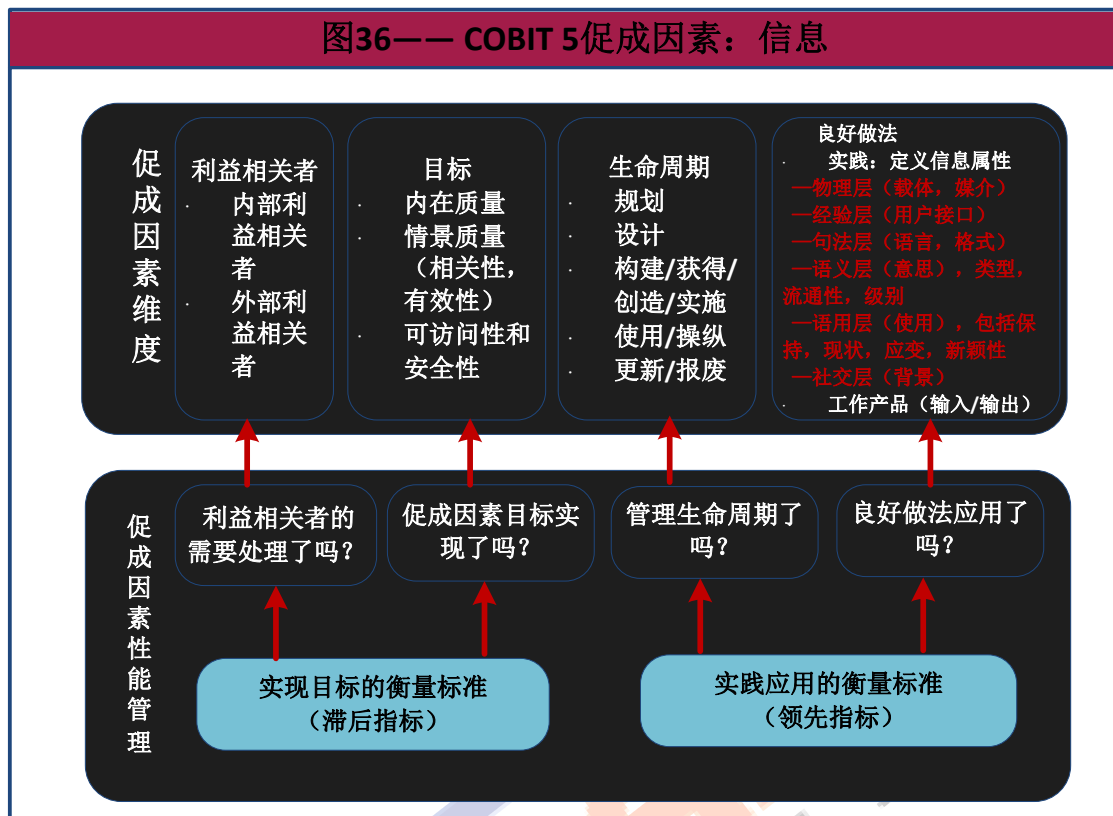 图36—— COBIT 5促成因素：信息
促成因素维度
利益相关者
· 内部利
益相关
者
· 外部利
益相关
者
目标
· 内在质量
· 情景质量
（相关性，
有效性）
· 可访问性和
安全性
生命周期
· 规划
· 设计
· 构建/获得/
创造/实施
· 使用/操纵
· 更新/报废
良好做法
· 实践：定义信息属性
—物理层（载体，媒介）
—经验层（用户接口）
—句法层（语言，格式）
—语义层（意思），类型，
流通性，级别
—语用层（使用），包括保
持，现状，应变，新颖性
—社交层（背景）
· 工作产品（输入/输出）
促成因素性能管理
利益相关者的
需要处理了吗？
促成因素目标实
现了吗？
管理生命周期了
吗？
良好做法应用了
吗？
实现目标的衡量标准
（滞后指标）
实践应用的衡量标准
（领先指标）